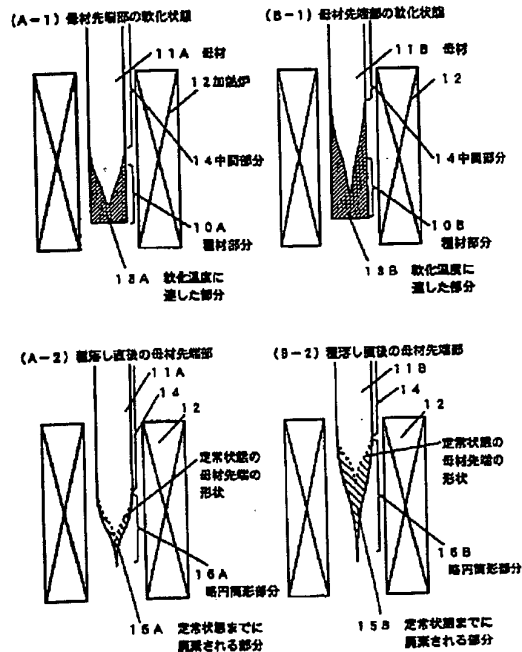 (A-1) 母材先端部の軟化状態
11A 母材
12加熱炉
14中間部分
10A
種材部分
13A 軟化温度に
達した部分
(B-1) 母材先端部の軟化状態
11B 母材
12
14中間部分
10B
種材部分
13B 軟化温度に
達した部分
(A-2) 種落し直後の母材先端部
11A
14
12
定常状態の
母材先端の
形状
16A
略円筒形部分
15A 定常状態までに
廃棄される部分
(B-2) 種落し直後の母材先端部
11B
14
12
定常状態の
母材先端の
形状
16B
略円筒形部分
15B 定常状態までに
廃棄される部分